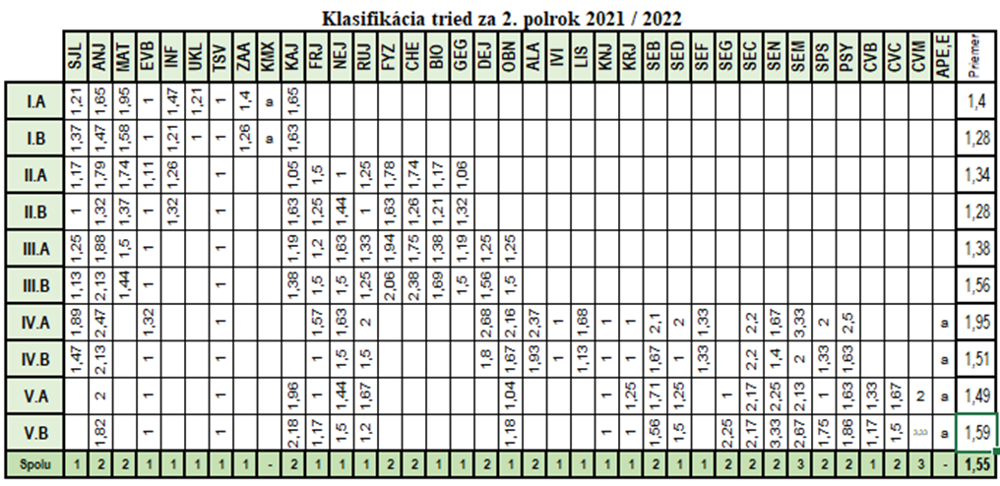 Klasifikácia tried za 2. polrok 2021 / 2022
SJL ANJ MAT EVB INF UKL TSV ZAA KMX KAJ FRJ NEJ RUJ FYZ CHE BIO GEG DEJ OBN ALA IVI LIS KNJ KRJ SEB SED SEF SEG SEC SEN SEM SPS PSY CVB CVC CVM APE,E Priemer
I.A 1,21 1,65 1,95 1 1,47 1,21 1 1,4 a 1,65 1,4
I.B 1,37 1,47 1,58 1 1,21 1 1 1,26 a 1,63 1,28
II.A 1,17 1,79 1,74 1,11 1,26 1 1,05 1,5 1 1,25 1,78 1,74 1,17 1,06 1,34
II.B 1 1,32 1,37 1 1,32 1 1,63 1,25 1,44 1 1,63 1,26 1,21 1,32 1,28
III.A 1,25 1,88 1,5 1 1 1,19 1,2 1,63 1,33 1,94 1,75 1,38 1,19 1,25 1,25 1,38
III.B 1,13 2,13 1,44 1 1 1,38 1,5 1,5 1,25 2,06 2,38 1,69 1,5 1,56 1,5 1,56
IV.A 1,89 2,47 1,32 1 1,57 1,63 2 2,68 2,16 2,37 1 1,68 1 1 2,1 2 1,33 2,2 1,67 3,33 2 2,5 a 1,95
IV.B 1,47 2,13 1 1 1 1,5 1,5 1,8 1,67 1,93 1 1,13 1 1 1,67 1 1,33 2,2 1,4 2 1,33 1,63 a 1,51
V.A 2 1 1 1,96 1 1,44 1,67 1,04 1 1,25 1,71 1,25 1 2,17 2,25 2,13 1 1,63 1,33 1,67 2 a 1,49
V.B 1,82 1 1 2,18 1,17 1,5 1,2 1,18 1 1 1,56 1,5 2,25 2,17 3,33 2,67 1,75 1,86 1,17 1,5 a 1,59
Spolu 1 2 2 1 1 1 1 1 - 2 1 1 1 2 2 1 1 2 1 2 1 1 1 1 2 1 1 2 2 2 3 2 2 1 2 3 - 1,55